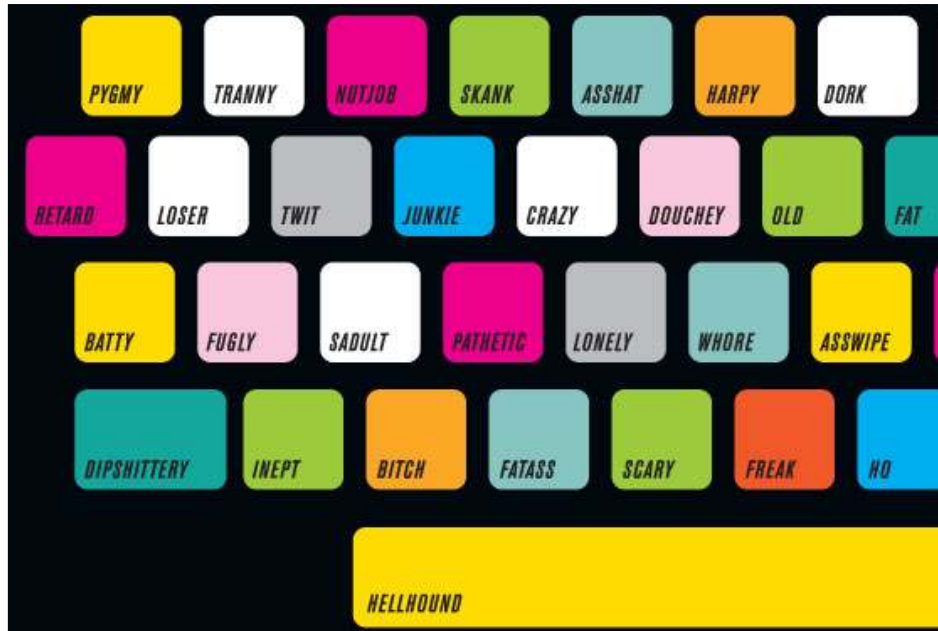 PYGMY TRANNY NUTJOB SKANK ASSHAT HARPY DORK
RETARD LOSER TWIT JUNKIE CRAZY DOUCHEY OLD FAT
BATTY FUGLY SADULT PATHETIC LONELY WHORE ASSWIPE
DIPSHITTERY INEPT BITCH FATASS SCARY FREAK HO
HELLHOUND